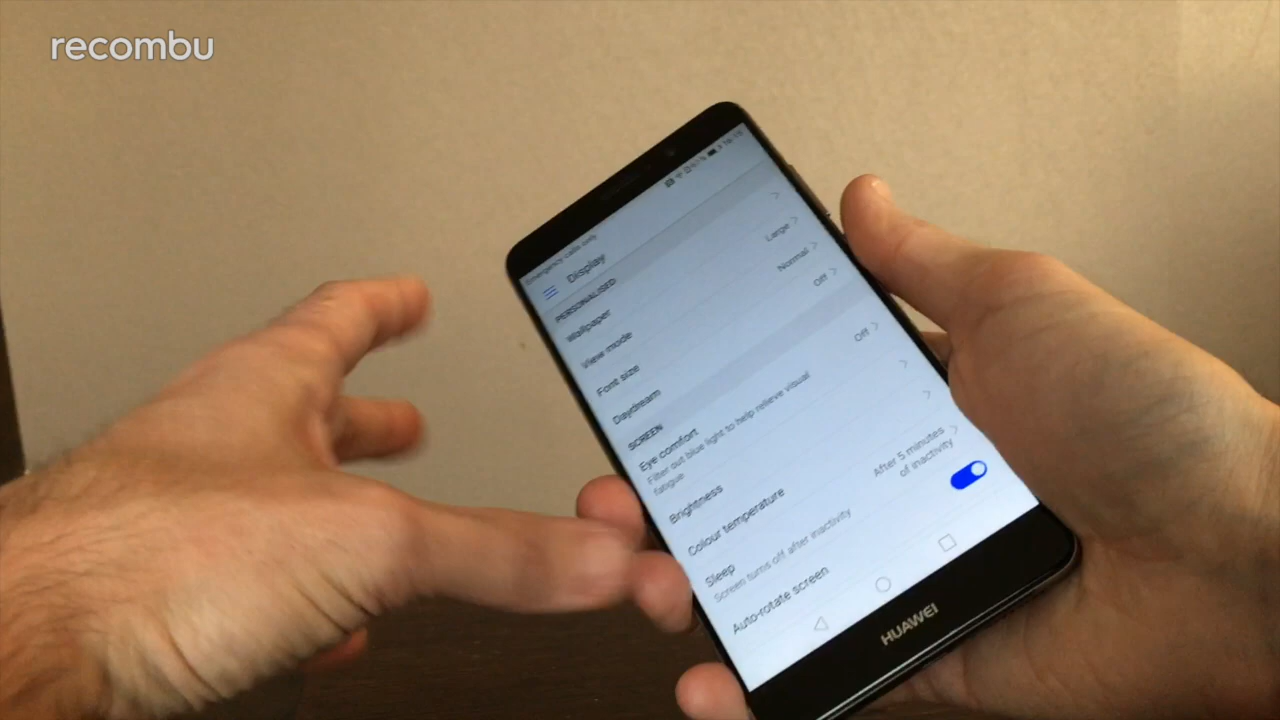 recombu
Emergency calls only
Display
PERSONALISED
Wallpaper
View mode Large
Font size Normal
Daydream Off
SCREEN
Eye comfort Off
Filter out blue light to help relieve visual
fatigue
Brightness
Colour temperature
Sleep After 5 minutes
of inactivity
Screen turns off after inactivity
Auto-rotate screen
HUAWEI